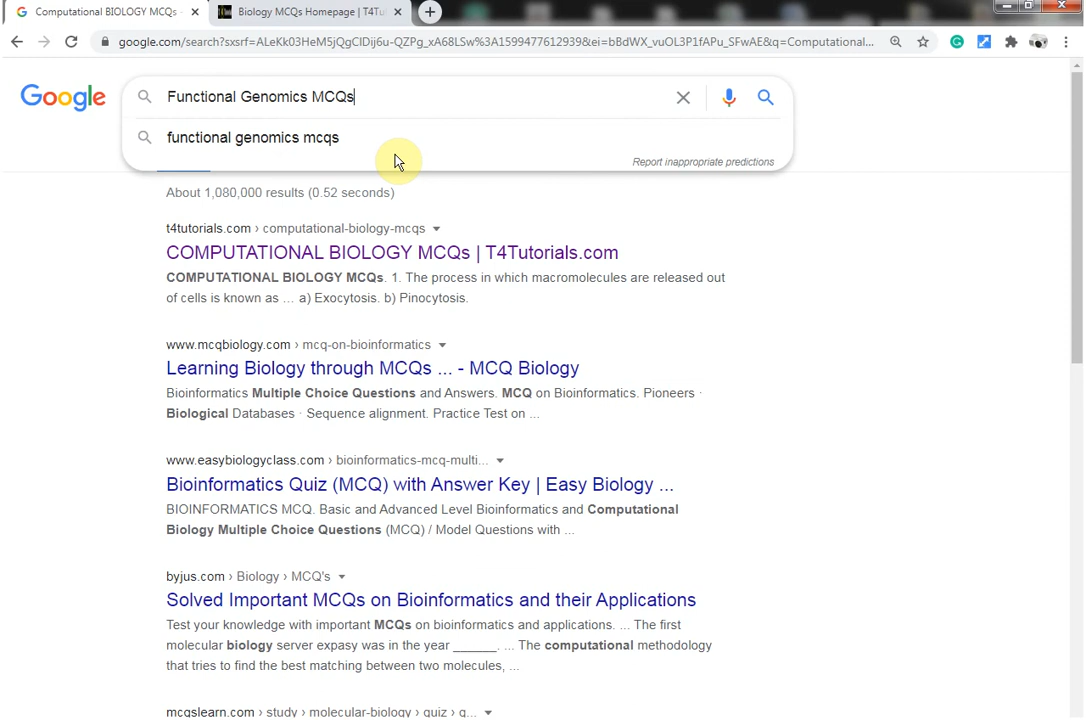 Computational BIOLOGY MCQs
Biology MCQs Homepage | T4Tu
google.com/search?sxsrf=ALeKk03HeM5jQgCIDij6u-QZPg_xA68LSw%3A1599477612939&ei=bBdWX_vuOL3P1fAPu_SFwAE&q=Computational...
Google
Functional Genomics MCQs
functional genomics mcqs
Report inappropriate predictions
About 1,080,000 results (0.52 seconds)
t4tutorials.com › computational-biology-mcqs
COMPUTATIONAL BIOLOGY MCQs | T4Tutorials.com
COMPUTATIONAL BIOLOGY MCQs. 1. The process in which macromolecules are released out
of cells is known as ... a) Exocytosis. b) Pinocytosis.
www.mcqbiology.com › mcq-on-bioinformatics
Learning Biology through MCQs ... - MCQ Biology
Bioinformatics Multiple Choice Questions and Answers. MCQ on Bioinformatics. Pioneers ·
Biological Databases · Sequence alignment. Practice Test on ...
www.easybiologyclass.com › bioinformatics-mcq-multi...
Bioinformatics Quiz (MCQ) with Answer Key | Easy Biology ...
BIOINFORMATICS MCQ. Basic and Advanced Level Bioinformatics and Computational
Biology Multiple Choice Questions (MCQ) / Model Questions with ...
byjus.com › Biology › MCQ's
Solved Important MCQs on Bioinformatics and their Applications
Test your knowledge with important MCQs on bioinformatics and applications. ... The first
molecular biology server expasy was in the year ______. ... The computational methodology
that tries to find the best matching between two molecules, ...
mcqslearn.com › study › molecular-biology › quiz › q...